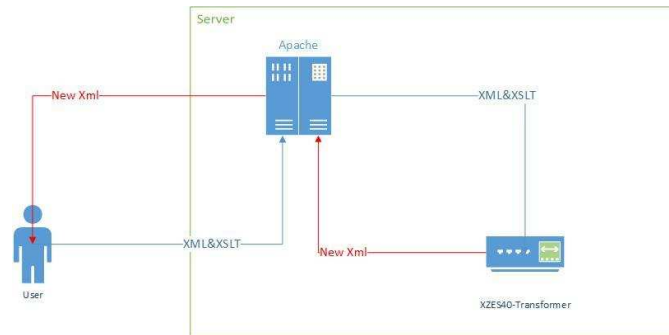 Server
Apache
New Xml
XML&XSLT
XML&XSLT
New Xml
User
XZES40-Transformer